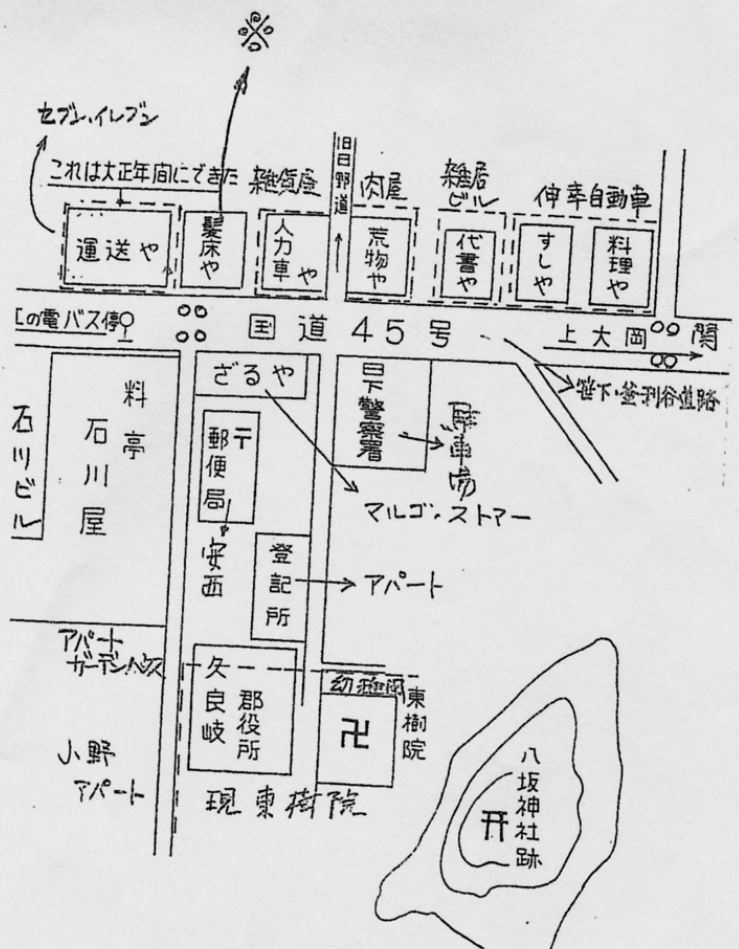 ※
セブン、イレブン
これは大正年間にできた
雑貨屋
旧日野道
肉屋
雑居ビル
伸幸自動車
運送や
髪床や
人力車や
荒物や
代書や
すしや
料理や
の電バス停
国道45号
上大岡
関
笹下・釜利谷道路
石川ビル
料亭
石川屋
ざるや
日下警察署
駐車場
マルゴンストアー
〒
郵便局
安西
登記所
アパート
アパート
ガーデンハウス
小野
アパート
久良岐
郡役所
幼稚園
卍
東樹院
現東樹院
八坂神社跡